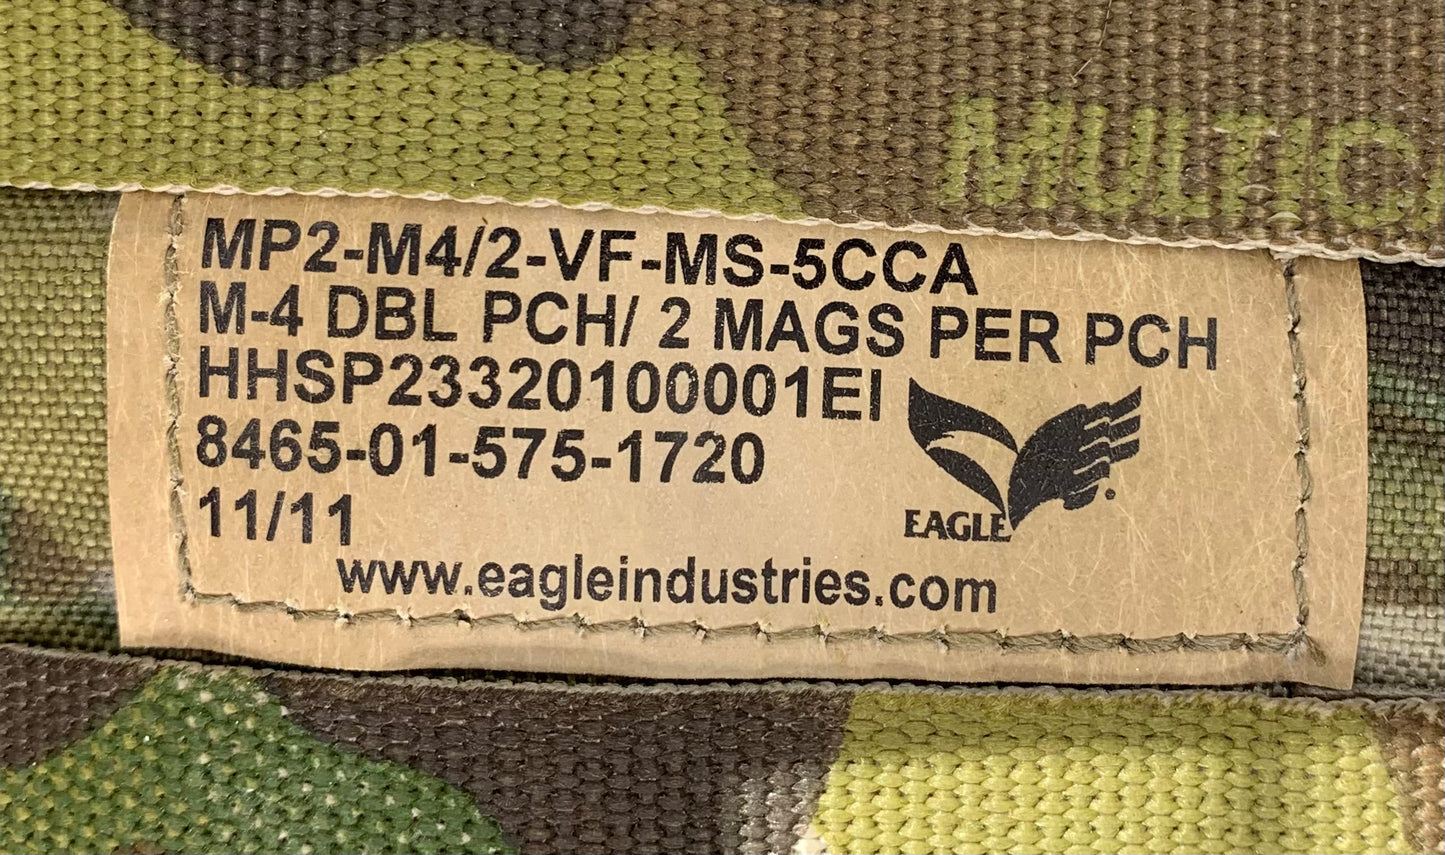 MULTIC
MP2-M4/2-VF-MS-5CCA
M-4 DBL PCH/ 2 MAGS PER PCH
HHSP23320100001EI
8465-01-575-1720
11/11
EAGLE
www.eagleindustries.com